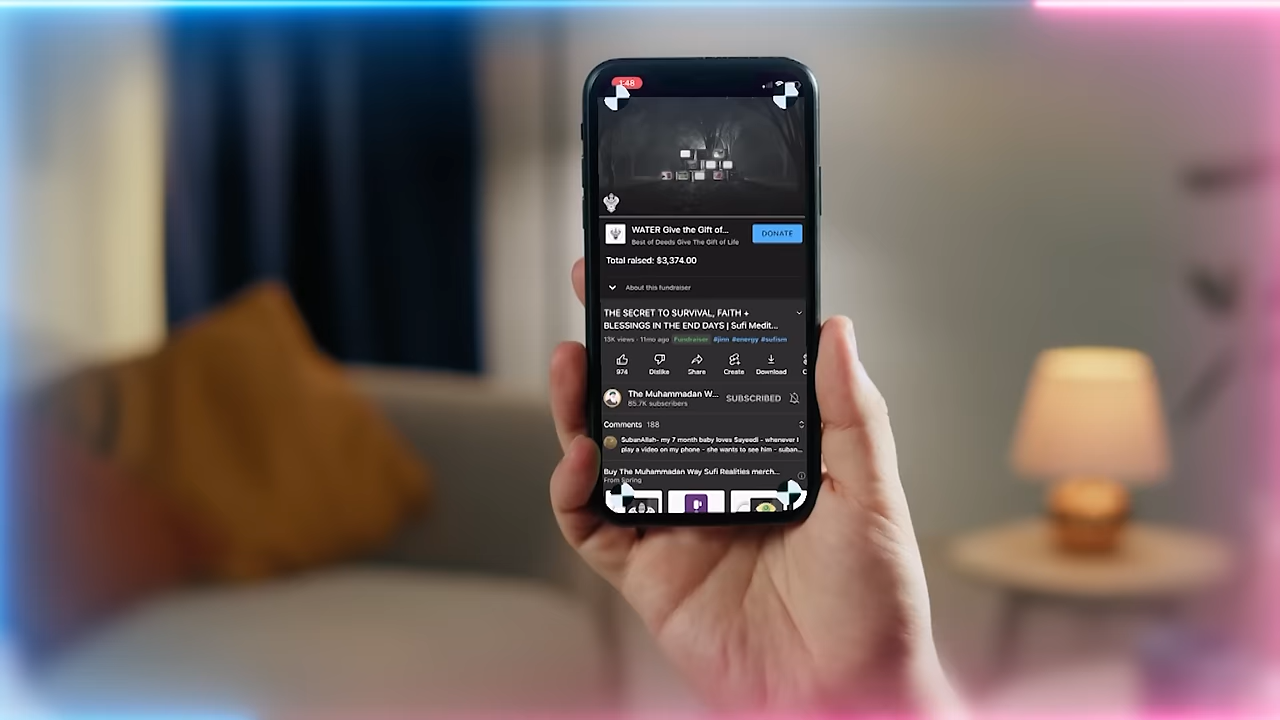 1:48
WATER Give the Gift of...
Best of Deeds Give The Gift of Life
DONATE
Total raised: $3,374.00
About this fundraiser
THE SECRET TO SURVIVAL, FAITH +
BLESSINGS IN THE END DAYS | Sufi Medit...
13K views · 11mo ago Fundraiser #jinn #energy #sufism
974 Dislike Share Create Download
The Muhammadan W...
85.7K subscribers
SUBSCRIBED
Comments 188
SubanAllah- my 7 month baby loves Sayeedi - whenever I
play a video on my phone - she wants to see him - suban...
Buy The Muhammadan Way Sufi Realities merch...
From Spring